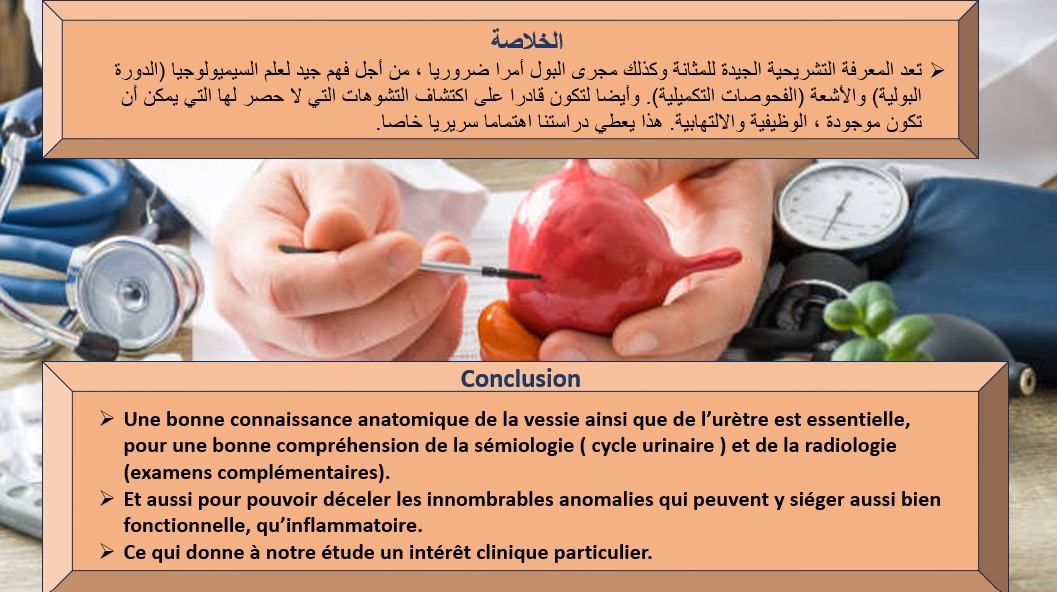 الخلاصة
➢ تعد المعرفة التشريحية الجيدة للمثانة وكذلك مجرى البول أمرا ضروريا ، من أجل فهم جيد لعلم السيميولوجيا (الدورة
البولية) والأشعة (الفحوصات التكميلية). وأيضا لتكون قادرا على اكتشاف التشوهات التي لا حصر لها التي يمكن أن
تكون موجودة ، الوظيفية والالتهابية. هذا يعطي دراستنا اهتماما سريريا خاصا.
Conclusion
➢ Une bonne connaissance anatomique de la vessie ainsi que de l’urètre est essentielle,
pour une bonne compréhension de la sémiologie ( cycle urinaire ) et de la radiologie
(examens complémentaires).
➢ Et aussi pour pouvoir déceler les innombrables anomalies qui peuvent y siéger aussi bien
fonctionnelle, qu’inflammatoire.
➢ Ce qui donne à notre étude un intérêt clinique particulier.